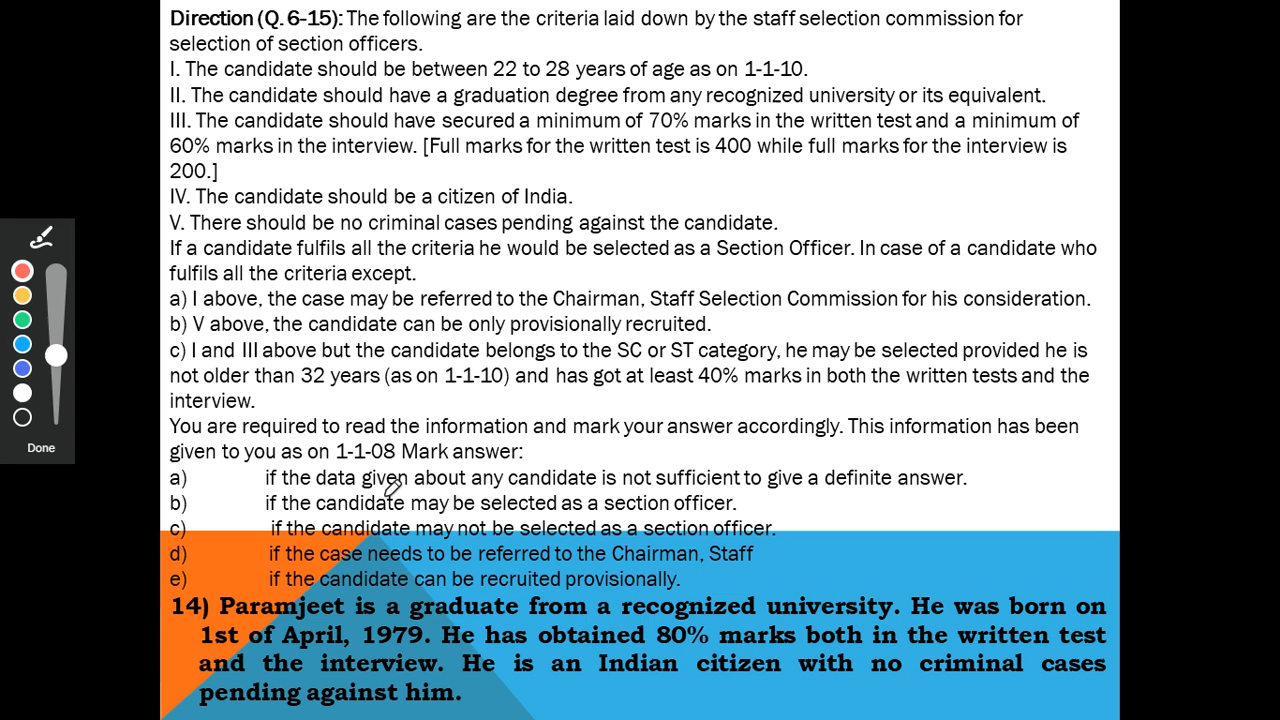 Direction (Q. 6-15): The following are the criteria laid down by the staff selection commission for
selection of section officers.
I. The candidate should be between 22 to 28 years of age as on 1-1-10.
II. The candidate should have a graduation degree from any recognized university or its equivalent.
III. The candidate should have secured a minimum of 70% marks in the written test and a minimum of
60% marks in the interview. [Full marks for the written test is 400 while full marks for the interview is
200.]
IV. The candidate should be a citizen of India.
V. There should be no criminal cases pending against the candidate.
If a candidate fulfils all the criteria he would be selected as a Section Officer. In case of a candidate who
fulfils all the criteria except.
a) I above, the case may be referred to the Chairman, Staff Selection Commission for his consideration.
b) V above, the candidate can be only provisionally recruited.
c) I and III above but the candidate belongs to the SC or ST category, he may be selected provided he is
not older than 32 years (as on 1-1-10) and has got at least 40% marks in both the written tests and the
interview.
You are required to read the information and mark your answer accordingly. This information has been
given to you as on 1-1-08 Mark answer:
a) if the data given about any candidate is not sufficient to give a definite answer.
b) if the candidate may be selected as a section officer.
c) if the candidate may not be selected as a section officer.
d) if the case needs to be referred to the Chairman, Staff
e) if the candidate can be recruited provisionally.
14) Paramjeet is a graduate from a recognized university. He was born on
1st of April, 1979. He has obtained 80% marks both in the written test
and the interview. He is an Indian citizen with no criminal cases
pending against him.
Done